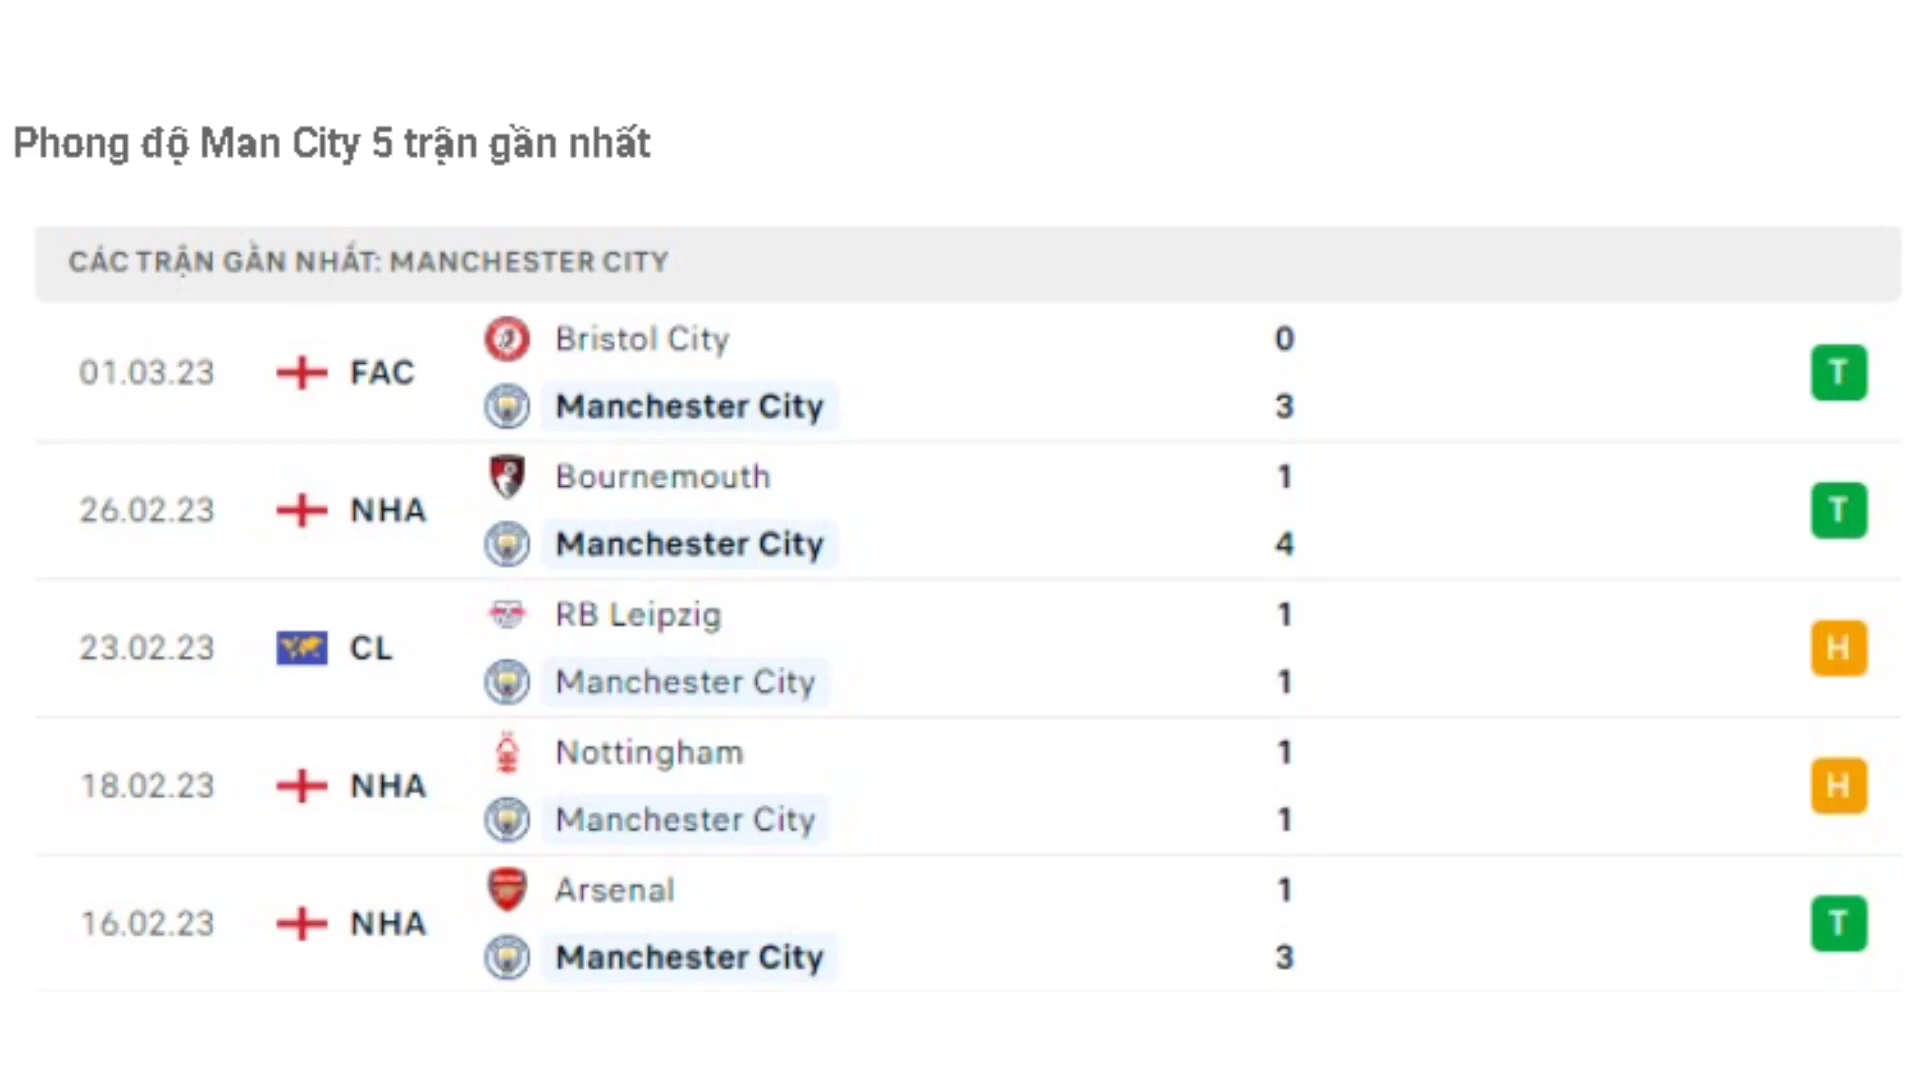 Phong độ Man City 5 trận gần nhất
CÁC TRẬN GẦN NHẤT: MANCHESTER CITY
01.03.23 FAC Bristol City 0 T
Manchester City 3
26.02.23 NHA Bournemouth 1 T
Manchester City 4
23.02.23 CL RB Leipzig 1 H
Manchester City 1
18.02.23 NHA Nottingham 1 H
Manchester City 1
16.02.23 NHA Arsenal 1 T
Manchester City 3